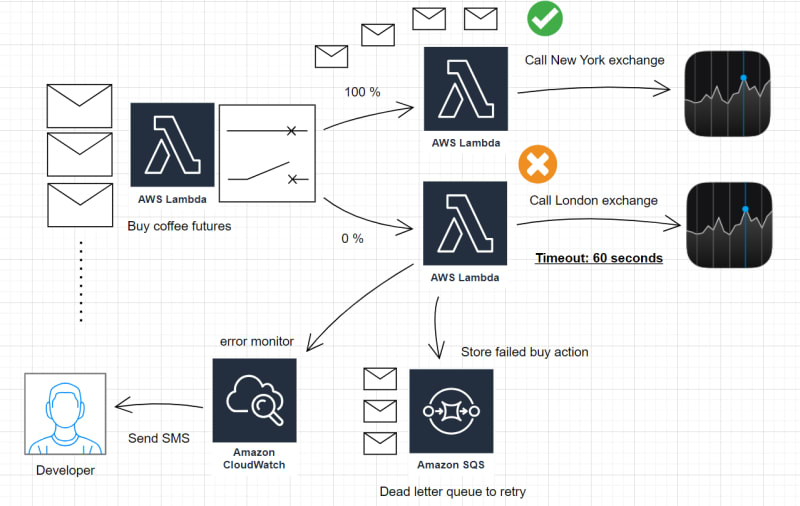 Call New York exchange
100 %
AWS Lambda
AWS Lambda
Buy coffee futures
Call London exchange
0 %
Timeout: 60 seconds
AWS Lambda
error monitor
Store failed buy action
Send SMS
Developer
Amazon
CloudWatch
Amazon SQS
Dead letter queue to retry